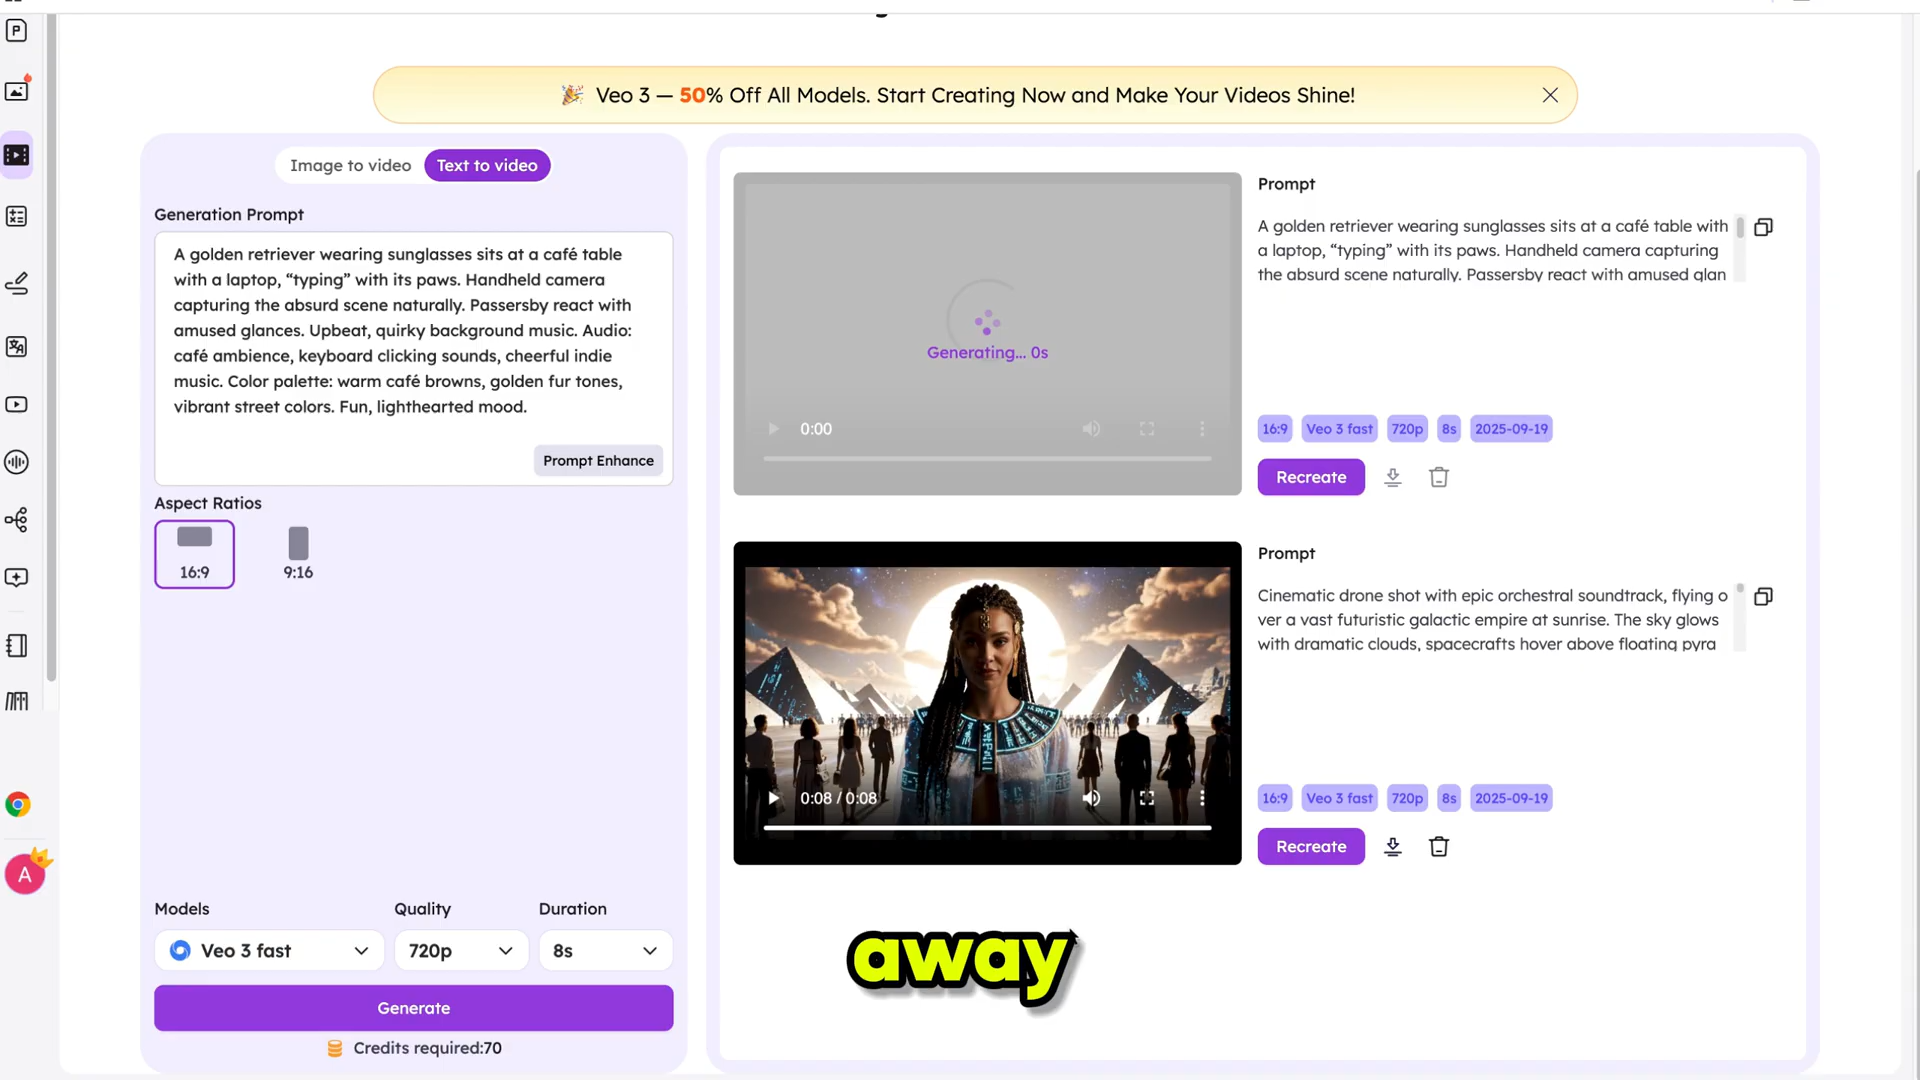 Veo 3 — 50% Off All Models. Start Creating Now and Make Your Videos Shine!
Image to video
Text to video
Generation Prompt
A golden retriever wearing sunglasses sits at a café table
with a laptop, “typing” with its paws. Handheld camera
capturing the absurd scene naturally. Passersby react with
amused glances. Upbeat, quirky background music. Audio:
café ambience, keyboard clicking sounds, cheerful indie
music. Color palette: warm café browns, golden fur tones,
vibrant street colors. Fun, lighthearted mood.
Prompt Enhance
Aspect Ratios
16:9
9:16
Models
Quality
Duration
Veo 3 fast
720p
8s
Generate
Credits required:70
Generating... 0s
0:00
Prompt
A golden retriever wearing sunglasses sits at a café table with
a laptop, “typing” with its paws. Handheld camera capturing
the absurd scene naturally. Passersby react with amused glan
16:9
Veo 3 fast
720p
8s
2025-09-19
Recreate
0:08 / 0:08
Prompt
Cinematic drone shot with epic orchestral soundtrack, flying o
ver a vast futuristic galactic empire at sunrise. The sky glows
with dramatic clouds, spacecrafts hover above floating pyra
16:9
Veo 3 fast
720p
8s
2025-09-19
Recreate
away
P
A